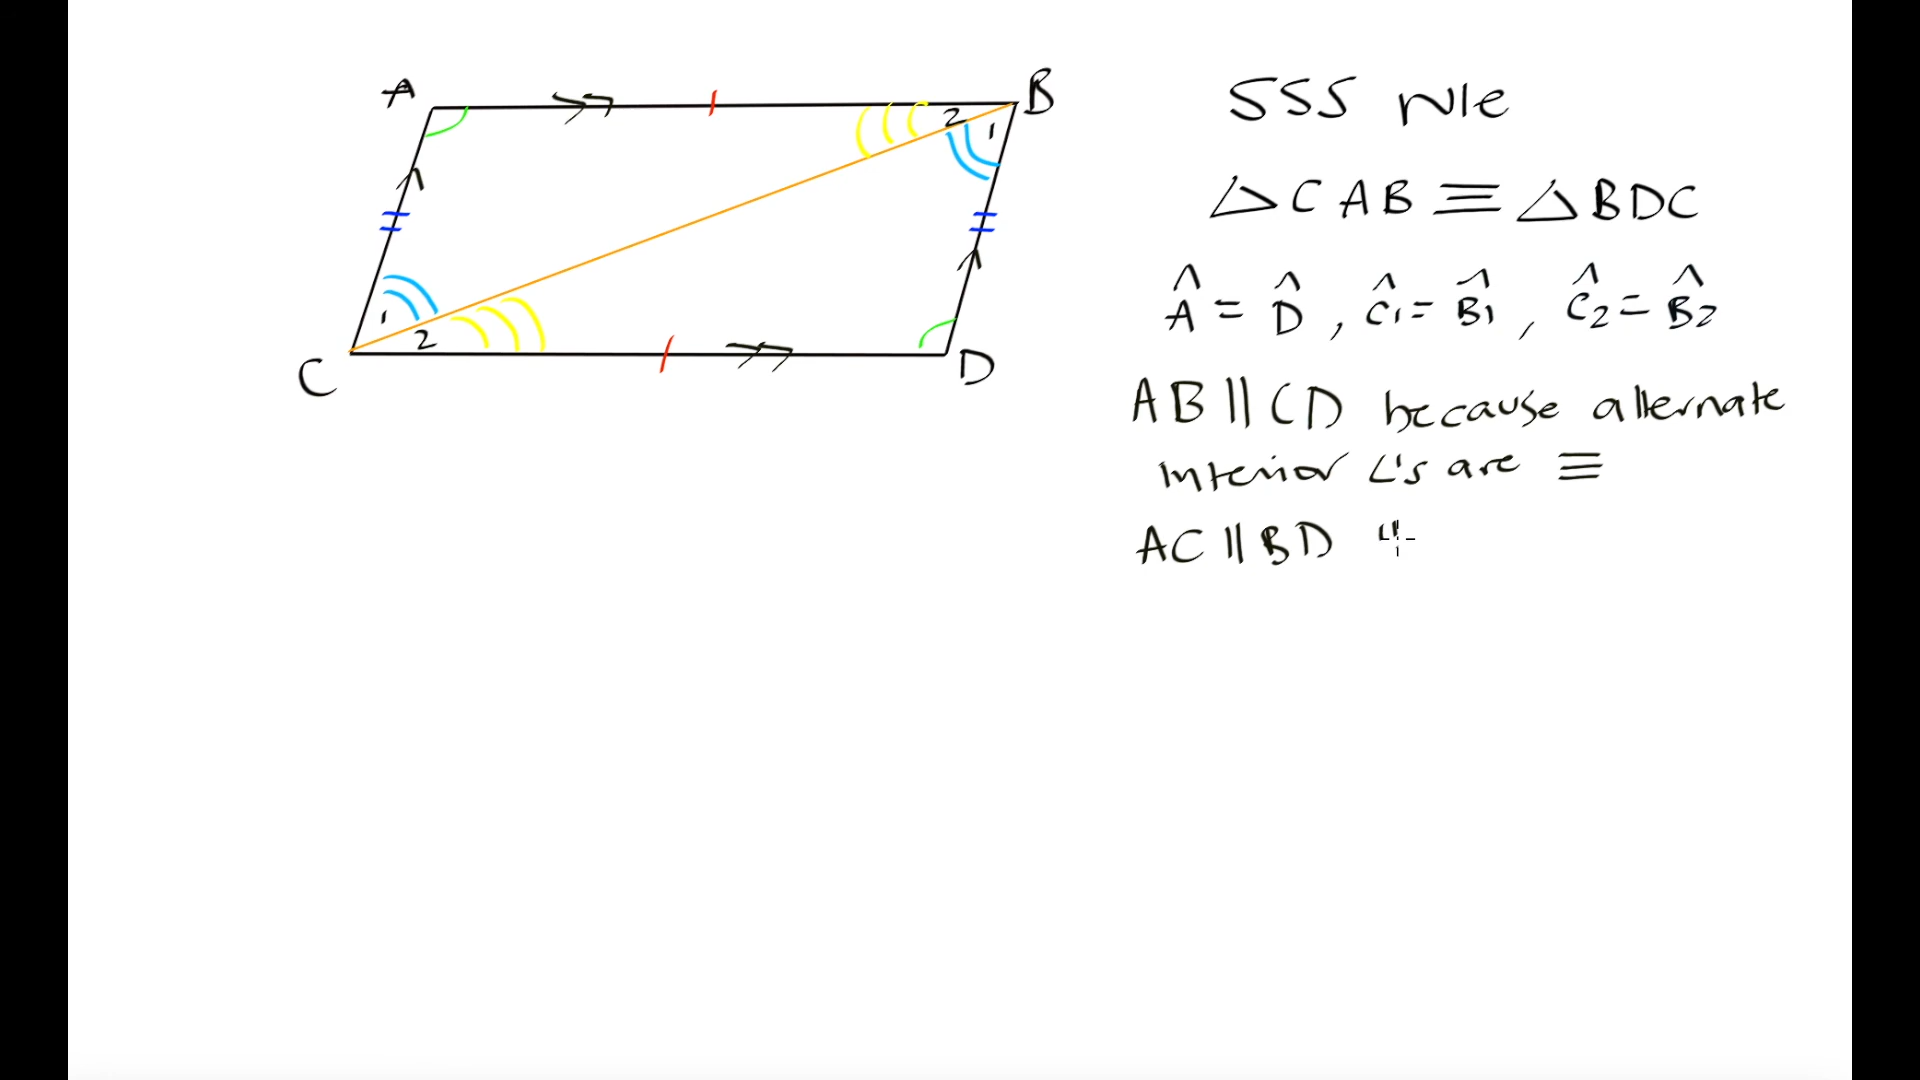 A
B
2
1
1
2
C
D
SSS rule
△CAB ≡ △BDC
Â = D̂ , Ĉ1 = B̂1 , Ĉ2 = B̂2
AB || CD because alternate
interior ∠'s are ≡
AC || BD